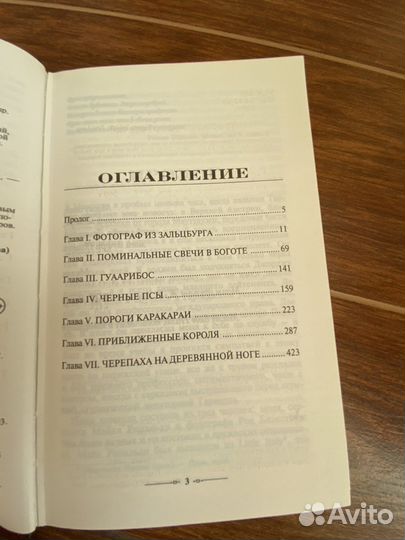 ОГЛАВЛЕНИЕ
Пролог 5
Глава I. ФОТОГРАФ ИЗ ЗАЛЬЦБУРГА 11
Глава II. ПОМИНАЛЬНЫЕ СВЕЧИ В БОГОТЕ 69
Глава III. ГУААРИБОС 141
Глава IV. ЧЕРНЫЕ ПСЫ 159
Глава V. ПОРОГИ КАРАКАРАИ 223
Глава VI. ПРИБЛИЖЕННЫЕ КОРОЛЯ 287
Глава VII. ЧЕРЕПАХА НА ДЕРЕВЯННОЙ НОГЕ 423
3
Avito